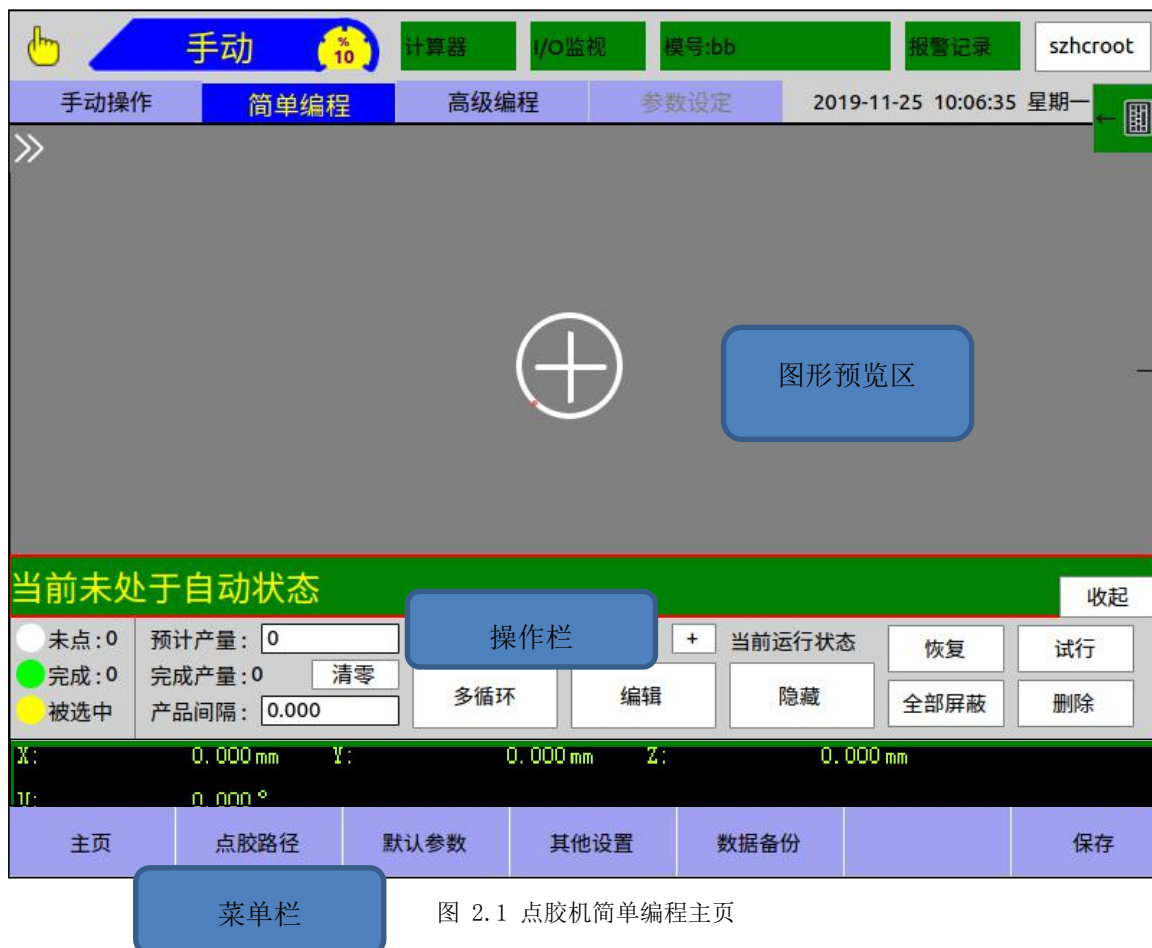 手动 % 10 计算器 I/O监视 模号:bb 报警记录 szhcroot
手动操作 简单编程 高级编程 参数设定 2019-11-25 10:06:35 星期一 ←
图形预览区
当前未处于自动状态 收起
未点:0 预计产量: 0 操作栏 + 当前运行状态 恢复 试行
完成:0 完成产量:0 清零 多循环 编辑 隐藏
被选中 产品间隔: 0.000 全部屏蔽 删除
X: 0.000mm Y: 0.000mm Z: 0.000mm
0.000°
主页 点胶路径 默认参数 其他设置 数据备份 保存
菜单栏 图 2.1 点胶机简单编程主页